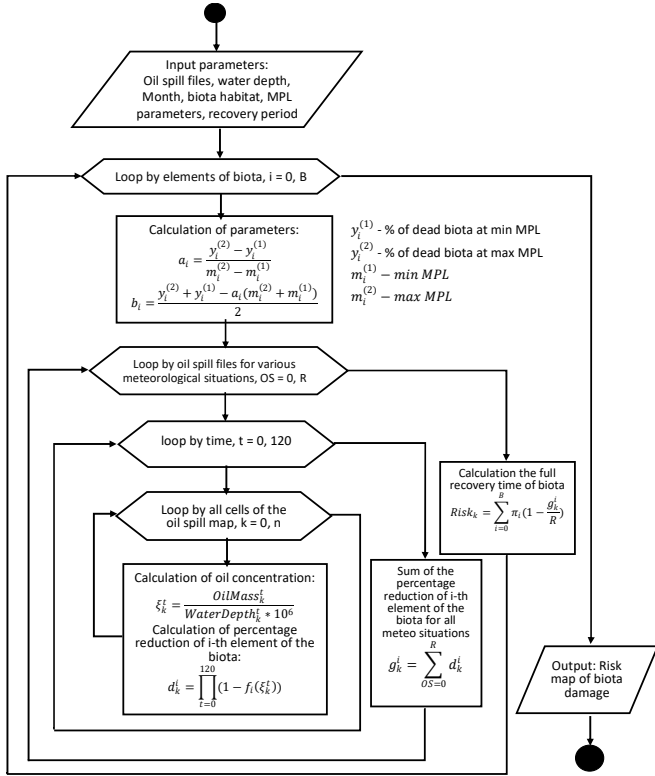 Input parameters:
Oil spill files, water depth,
Month, biota habitat, MPL
parameters, recovery period
Loop by elements of biota, i = 0, B
Calculation of parameters:
a_i = (y_i^(2) − y_i^(1)) / (m_i^(2) − m_i^(1))
b_i = (y_i^(2) + y_i^(1) − a_i(m_i^(2) + m_i^(1))) / 2
y_i^(1) - % of dead biota at min MPL
y_i^(2) - % of dead biota at max MPL
m_i^(1) − min MPL
m_i^(2) − max MPL
Loop by oil spill files for various
meteorological situations, OS = 0, R
loop by time, t = 0, 120
Loop by all cells of the
oil spill map, k = 0, n
Calculation of oil concentration:
ξ_k^t = OilMass_k^t / (WaterDepth_k^t * 10^6)
Calculation of percentage
reduction of i-th element of the
biota:
d_k^i = ∏_{t=0}^{120} (1 − f_i(ξ_k^t))
Sum of the
percentage
reduction of i-th
element of the
biota for all
meteo situations
g_k^i = ∑_{OS=0}^{R} d_k^i
Calculation the full
recovery time of biota
Risk_k = ∑_{i=0}^{B} π_i(1 − g_k^i / R)
Output: Risk
map of biota
damage